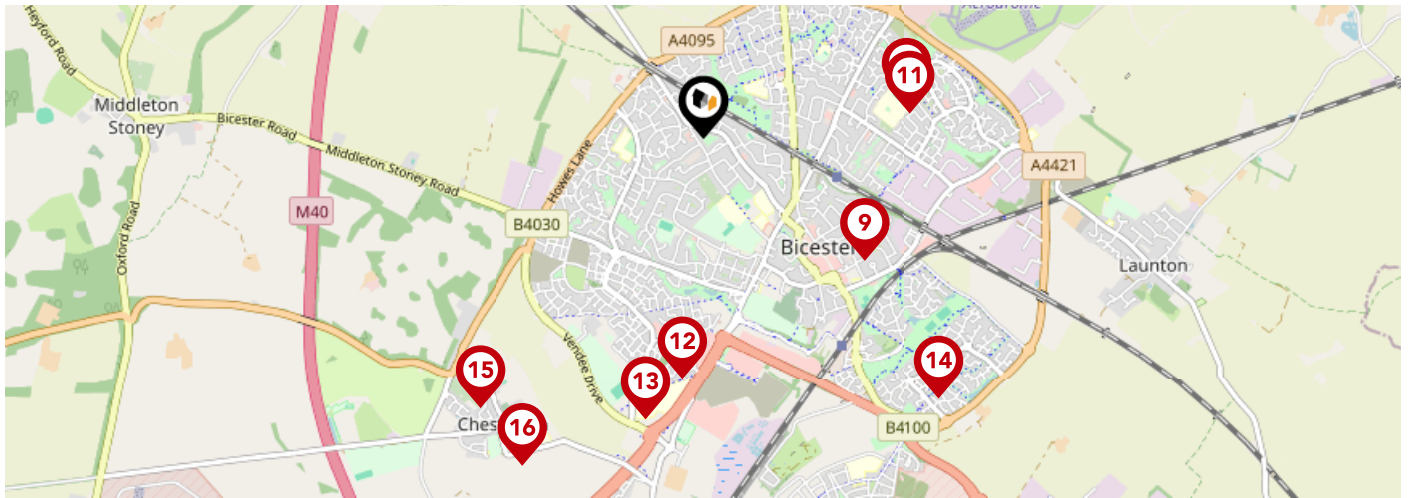 Heyford Road
A4095
11
Middleton
Stoney
Bicester Road
Middleton Stoney Road
Howes Lane
A4421
M40
B4030
9
Bicester
Oxford Road
Launton
12
Vendee Drive
13
14
15
16
B4100